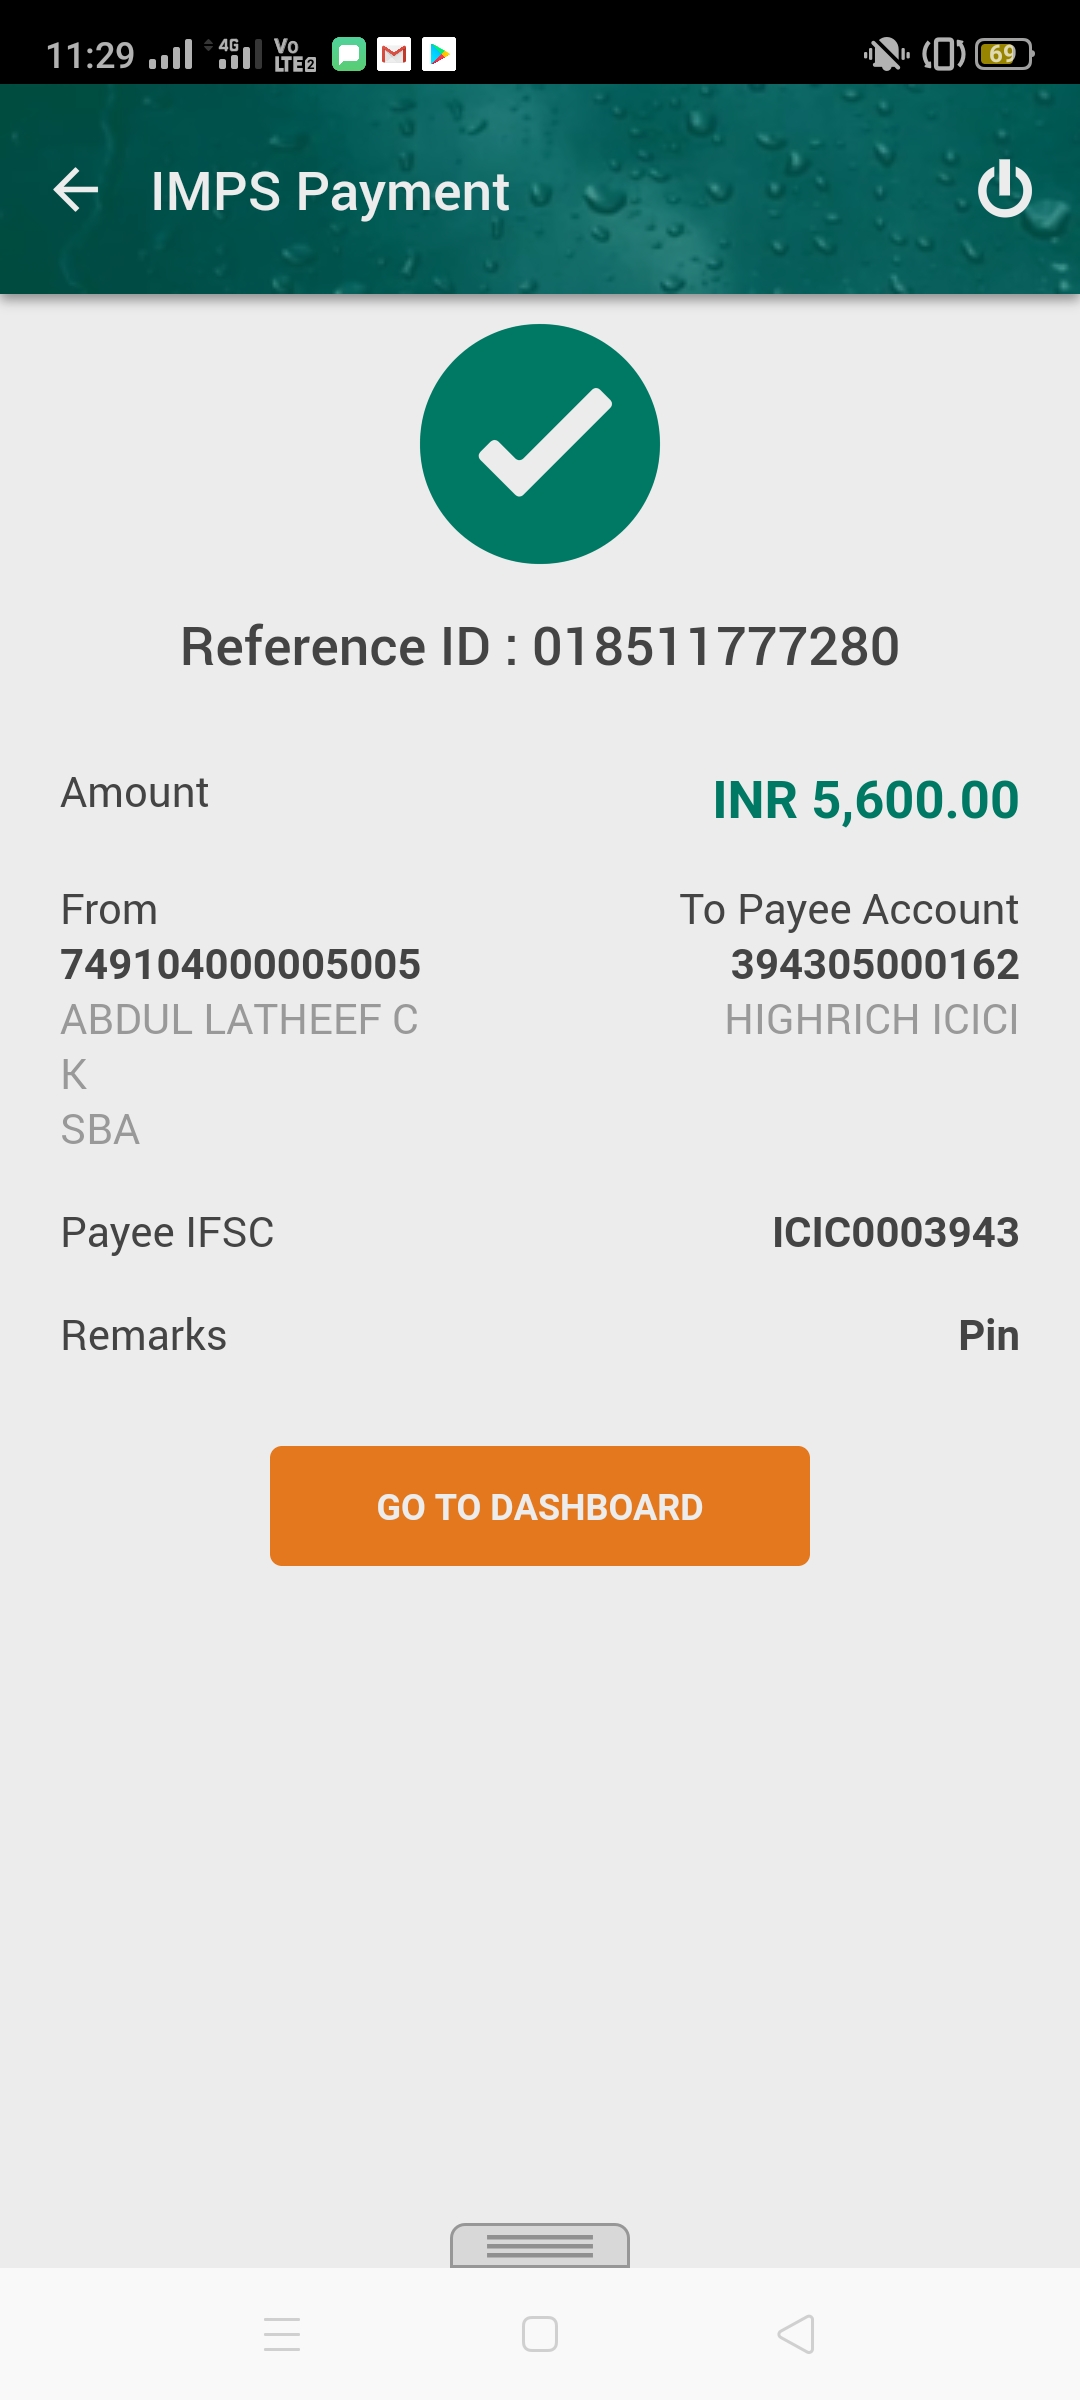 11:29 4G Vo LTE2 69
IMPS Payment
Reference ID : 018511777280
Amount INR 5,600.00
From To Payee Account
749104000005005 394305000162
ABDUL LATHEEF C HIGHRICH ICICI
K
SBA
Payee IFSC ICIC0003943
Remarks Pin
GO TO DASHBOARD